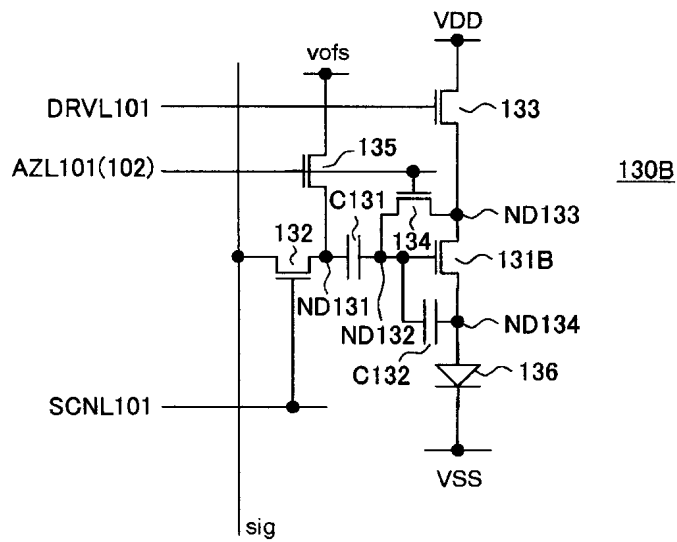 VDD
vofs
DRVL101
133
135
AZL101(102)
130B
C131
ND133
132
134
131B
ND131
ND132
ND134
C132
136
SCNL101
VSS
sig